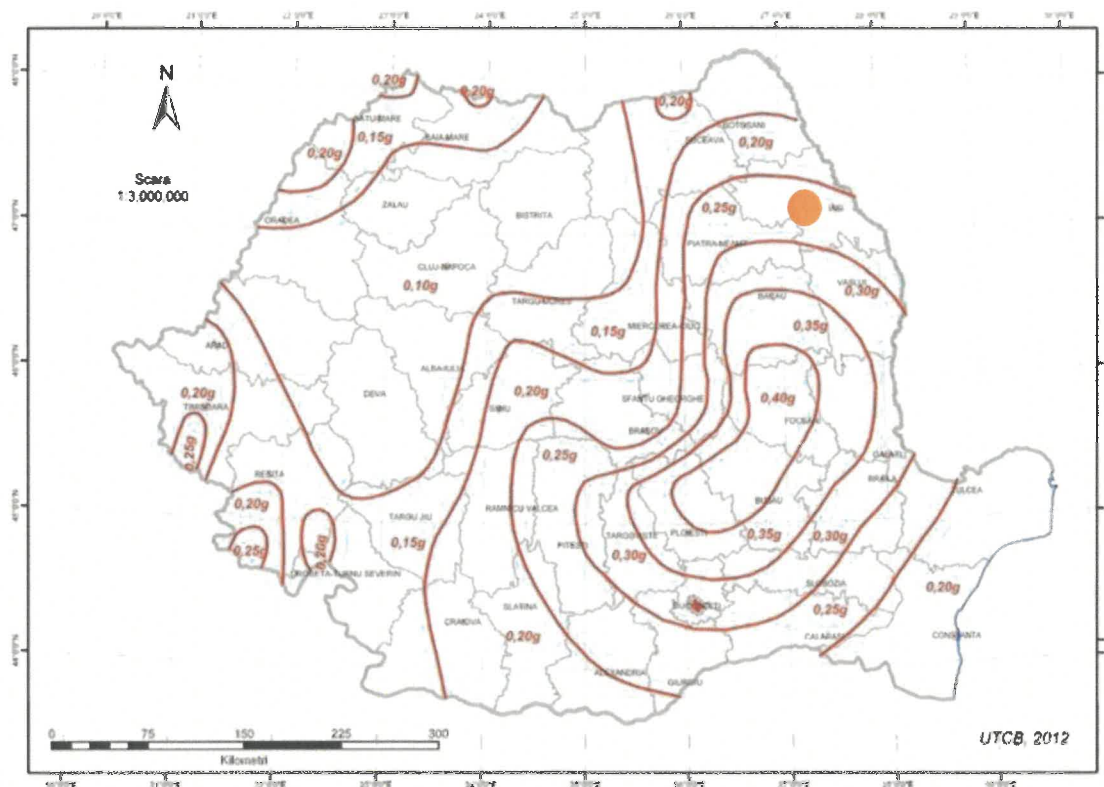 N
Scara
1:3.000.000
0,20g
0,20g
0,20g
SATU MARE
0,15g
BAIA MARE
BOTOSANI
SUCEAVA
0,20g
0,20g
ZALAU
BISTRITA
0,25g
IASI
ORADEA
PIATRA-NEAMT
CLUJ-NAPOCA
0,10g
VASLUI
0,30g
BACAU
TARGU-MURES
0,15g
MIERCUREA-CIUC
0,35g
ARAD
ALBA-IULIA
DEVA
0,20g
0,20g
SFANTU GHEORGHE
0,40g
TIMISOARA
SIBIU
FOCSANI
BRASOV
0,25g
0,25g
GALATI
RESITA
BRAILA
TULCEA
0,20g
RAMNICU VALCEA
BUZAU
TARGU JIU
0,25g
0,20g
0,15g
PITESTI
TARGOVISTE
PLOIESTI
0,35g
0,30g
0,30g
DROBETA-TURNU SEVERIN
SLOBOZIA
0,20g
SLATINA
BUCURESTI
0,25g
CRAIOVA
0,20g
CALARASI
CONSTANTA
ALEXANDRIA
GIURGIU
0 75 150 225 300
Kilometri
UTCB, 2012